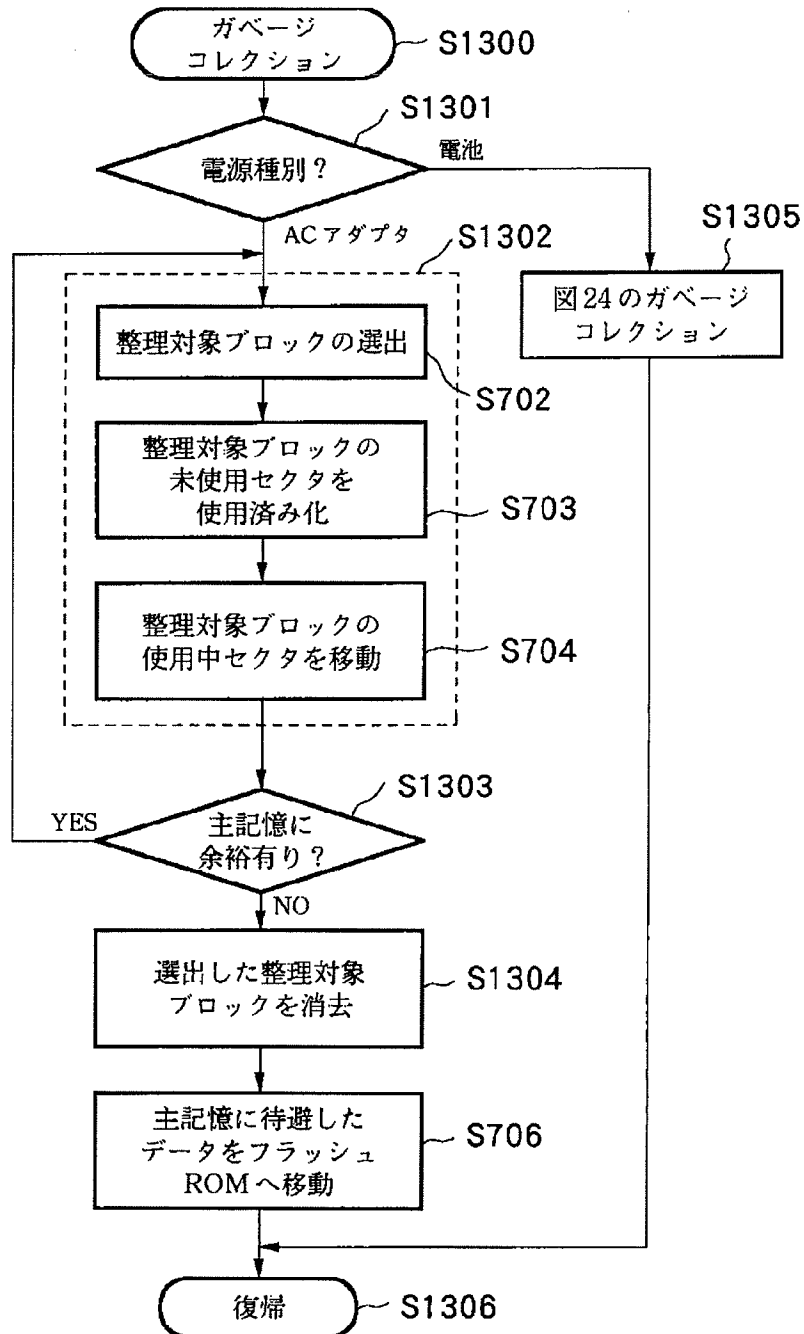 ガベージ
コレクション
S1300
S1301
電源種別？
電池
ACアダプタ
S1302
S1305
図24のガベージ
コレクション
整理対象ブロックの選出
S702
整理対象ブロックの
未使用セクタを
使用済み化
S703
整理対象ブロックの
使用中セクタを移動
S704
S1303
YES
主記憶に
余裕有り？
NO
選出した整理対象
ブロックを消去
S1304
主記憶に待避した
データをフラッシュ
ROMへ移動
S706
復帰
S1306